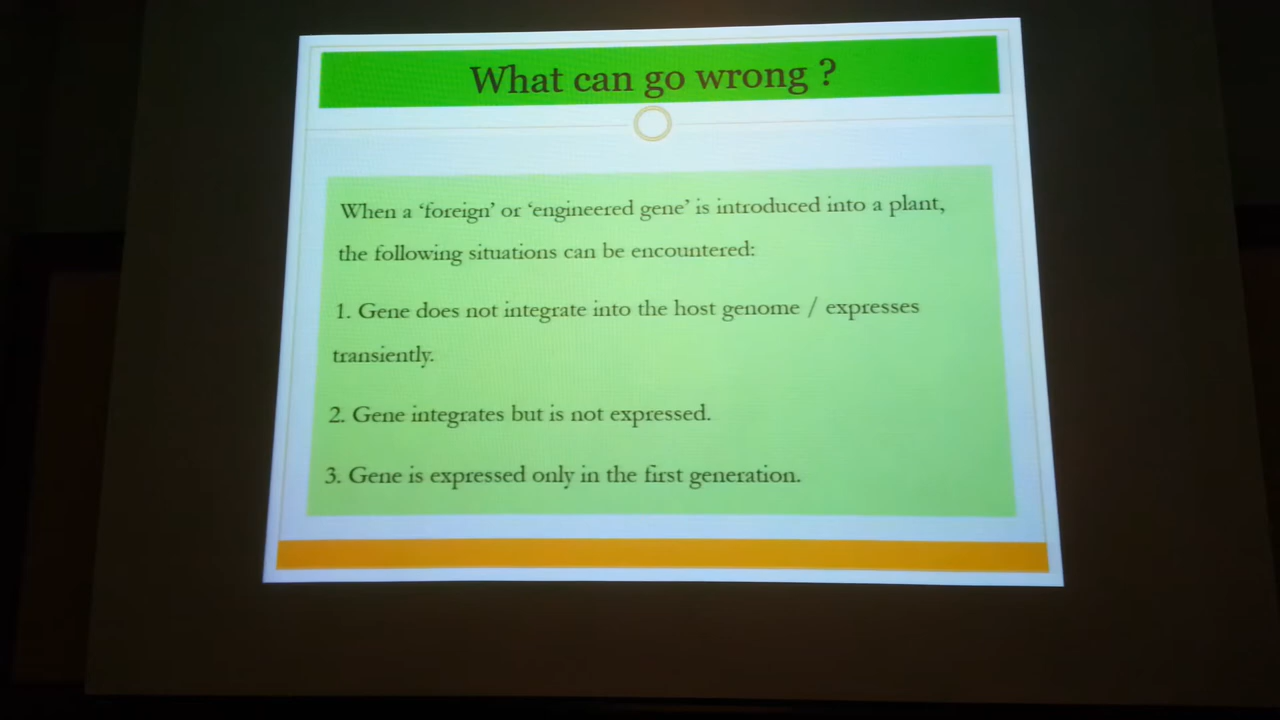 What can go wrong ?
When a ‘foreign’ or ‘engineered gene’ is introduced into a plant,
the following situations can be encountered:
1. Gene does not integrate into the host genome / expresses
transiently.
2. Gene integrates but is not expressed.
3. Gene is expressed only in the first generation.